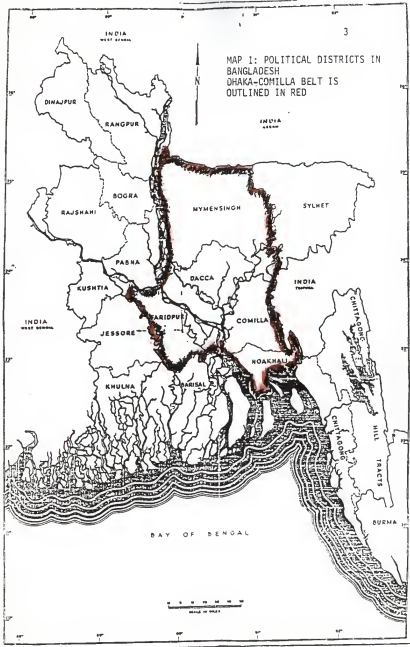 3
MAP 1: POLITICAL DISTRICTS IN
BANGLADESH
DHAKA-COMILLA BELT IS
OUTLINED IN RED
INDIA
WEST BENGAL
N
DINAJPUR
RANGPUR
INDIA
ASSAM
BOGRA
RAJSHAHI
MYMENSINGH
SYLHET
PABNA
DACCA
KUSHTIA
INDIA
TRIPURA
INDIA
WEST BENGAL
FARIDPUR
COMILLA
JESSORE
NOAKHALI
KHULNA
BARISAL
CHITTAGONG
CHITTAGONG
HILL
TRACTS
BURMA
BAY OF BENGAL
SCALE IN MILES